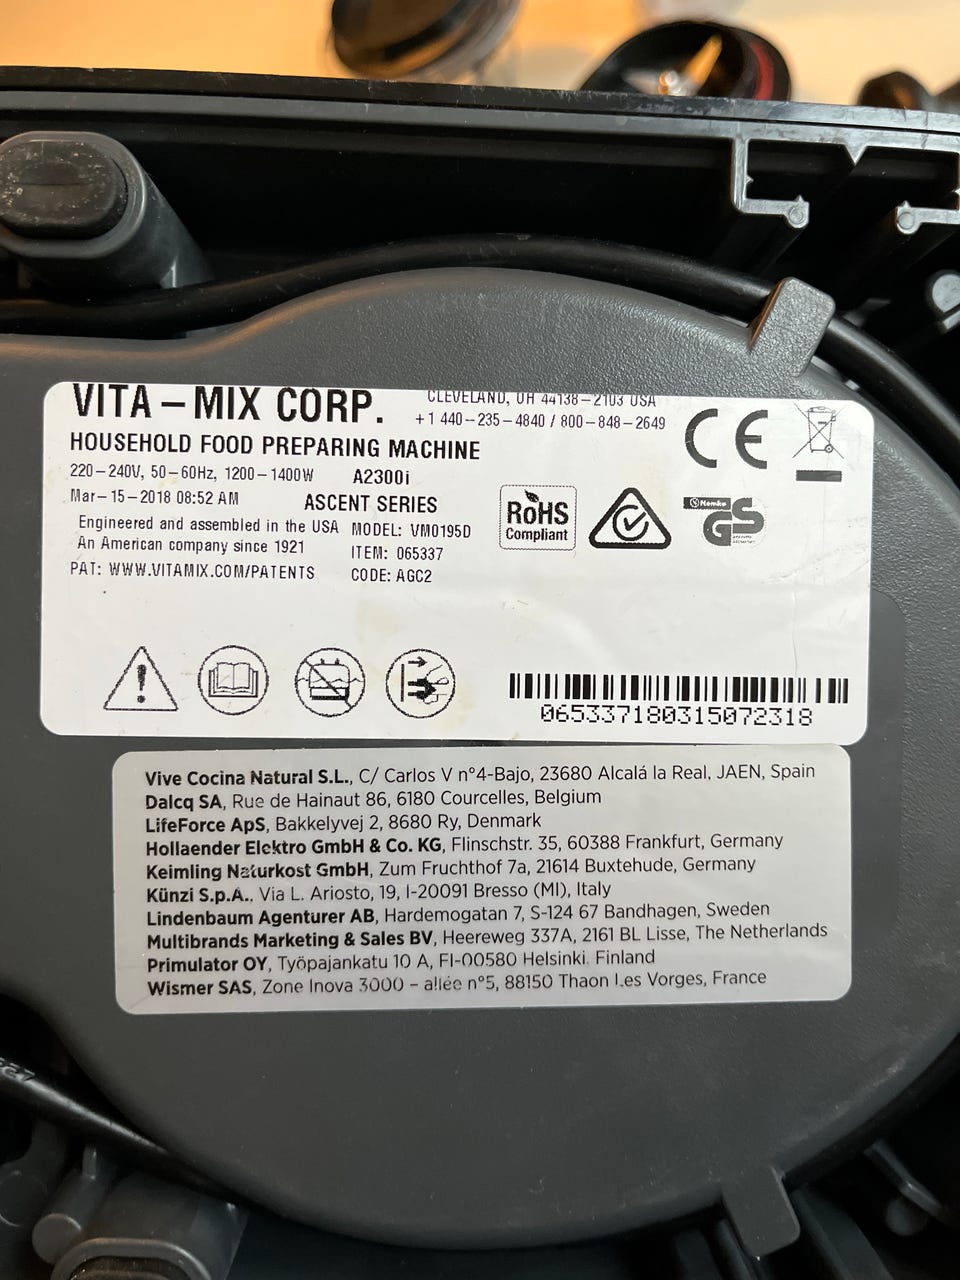 VITA-MIX CORP.
CLEVELAND, OH 44138-2103 USA
+1 440-235-4840 / 800-848-2649
HOUSEHOLD FOOD PREPARING MACHINE
220-240V, 50-60Hz, 1200-1400W A2300i
Mar-15-2018 08:52 AM ASCENT SERIES
Engineered and assembled in the USA MODEL: VM0195D
An American company since 1921 ITEM: 065337
PAT: WWW.VITAMIX.COM/PATENTS CODE: AGC2
CE
RoHS
Compliant
Nemko
GS
065337180315072318
Vive Cocina Natural S.L., C/ Carlos V n°4-Bajo, 23680 Alcalá la Real, JAEN, Spain
Dalcq SA, Rue de Hainaut 86, 6180 Courcelles, Belgium
LifeForce ApS, Bakkelyvej 2, 8680 Ry, Denmark
Hollaender Elektro GmbH & Co. KG, Flinschstr. 35, 60388 Frankfurt, Germany
Keimling Naturkost GmbH, Zum Fruchthof 7a, 21614 Buxtehude, Germany
Künzi S.p.A., Via L. Ariosto, 19, I-20091 Bresso (MI), Italy
Lindenbaum Agenturer AB, Hardemogatan 7, S-124 67 Bandhagen, Sweden
Multibrands Marketing & Sales BV, Heereweg 337A, 2161 BL Lisse, The Netherlands
Primulator OY, Työpajankatu 10 A, FI-00580 Helsinki, Finland
Wismer SAS, Zone Inova 3000 - allée n°5, 88150 Thaon Les Vorges, France